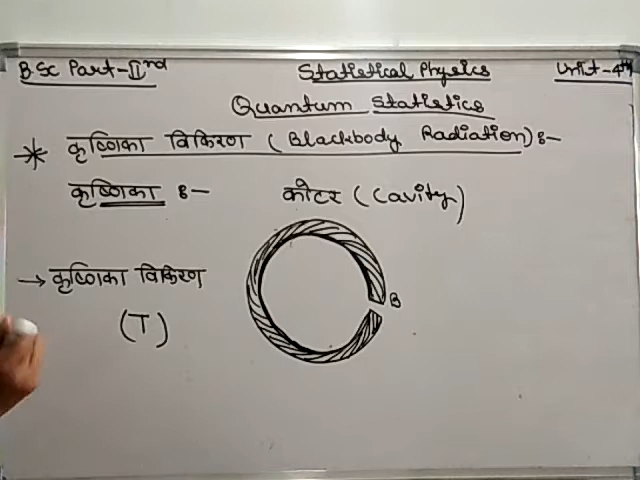 B.Sc Part-IInd Statistical Physics Unit-4th
Quantum Statistics
* कृष्णिका विकिरण ( Blackbody Radiation) :-
कृष्णिका :- कोटर ( Cavity )
B
→ कृष्णिका विकिरण
(T)